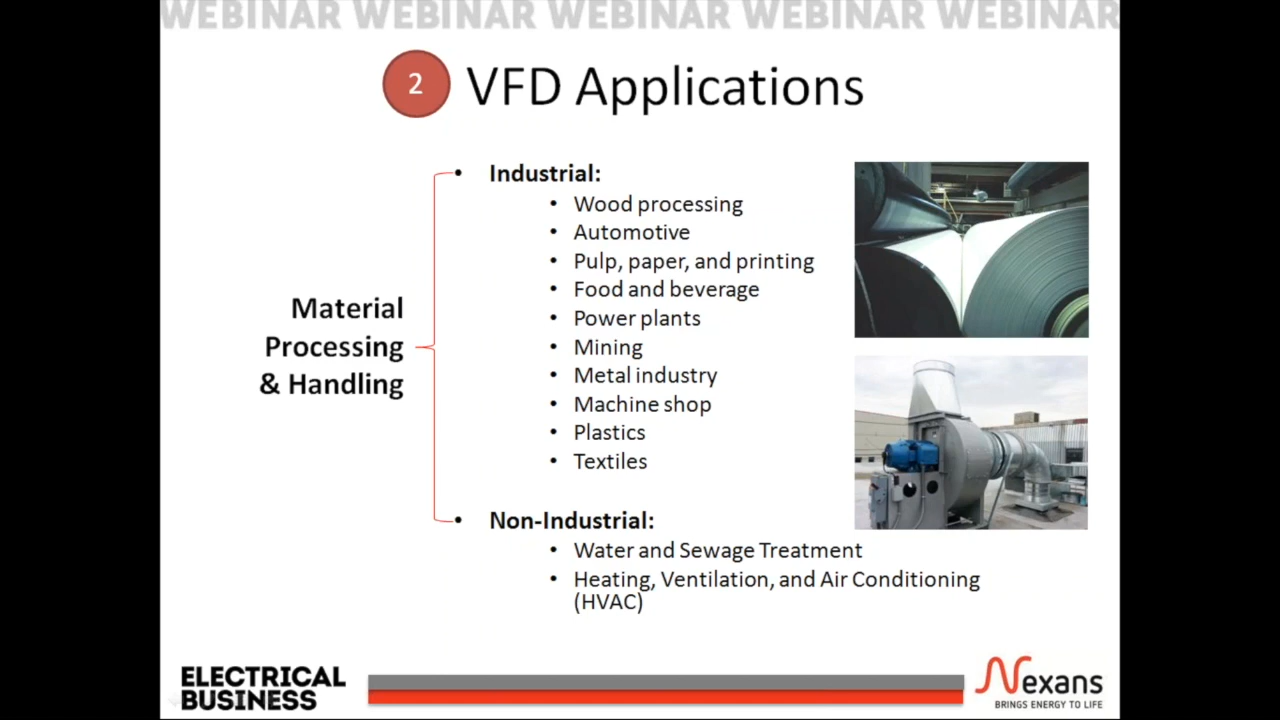 WEBINAR WEBINAR WEBINAR WEBINAR WEBINAR WEBINAR
2 VFD Applications
Material
Processing
& Handling
• Industrial:
• Wood processing
• Automotive
• Pulp, paper, and printing
• Food and beverage
• Power plants
• Mining
• Metal industry
• Machine shop
• Plastics
• Textiles
• Non-Industrial:
• Water and Sewage Treatment
• Heating, Ventilation, and Air Conditioning
(HVAC)
ELECTRICAL
BUSINESS
Nexans
BRINGS ENERGY TO LIFE